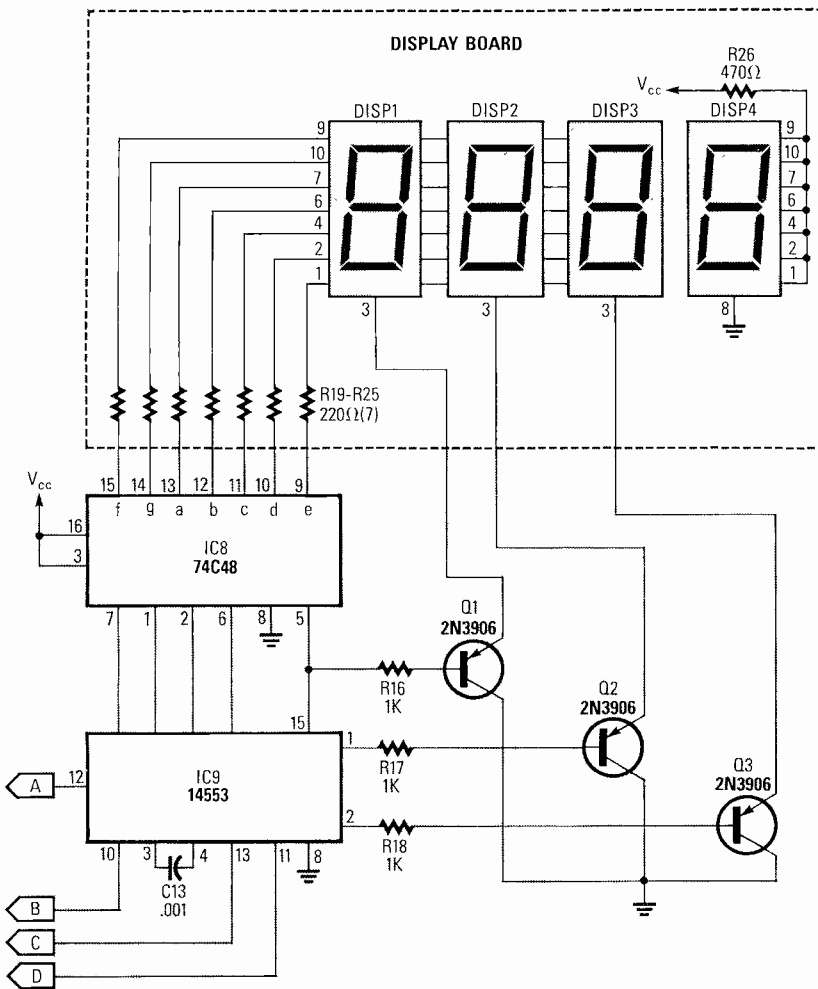 DISPLAY BOARD
R26
470Ω
Vcc
DISP1 DISP2 DISP3 DISP4
9 9
10 10
7 7
6 6
4 4
2 2
1 1
3 3 3 8
R19-R25
220Ω(7)
Vcc
15 14 13 12 11 10 9
f g a b c d e
16
3
IC8
74C48
7 1 2 6 8 5
Q1
2N3906
R16
1K
Q2
2N3906
15
1
R17
1K
Q3
2N3906
A 12
IC9
14553
2
R18
1K
10 3 4 13 11 8
C13
.001
B
C
D